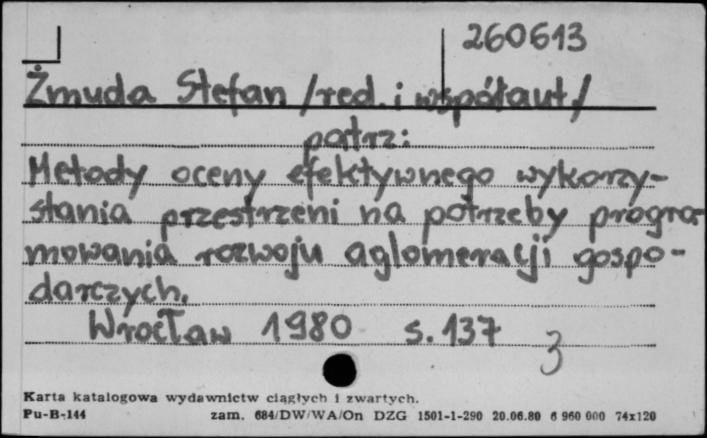 260613
Żmuda Stefan /red. i współaut./
patrz:
Metody oceny efektywnego wykorzy-
stania przestrzeni na potrzeby progra-
mowania rozwoju aglomeracji gospo-
darczych.
Wrocław 1980 s. 137
3
Karta katalogowa wydawnictw ciągłych i zwartych.
Pu-B-144 zam. 684/DW/WA/On DZG 1501-1-290 20.06.80 6 960 000 74x120